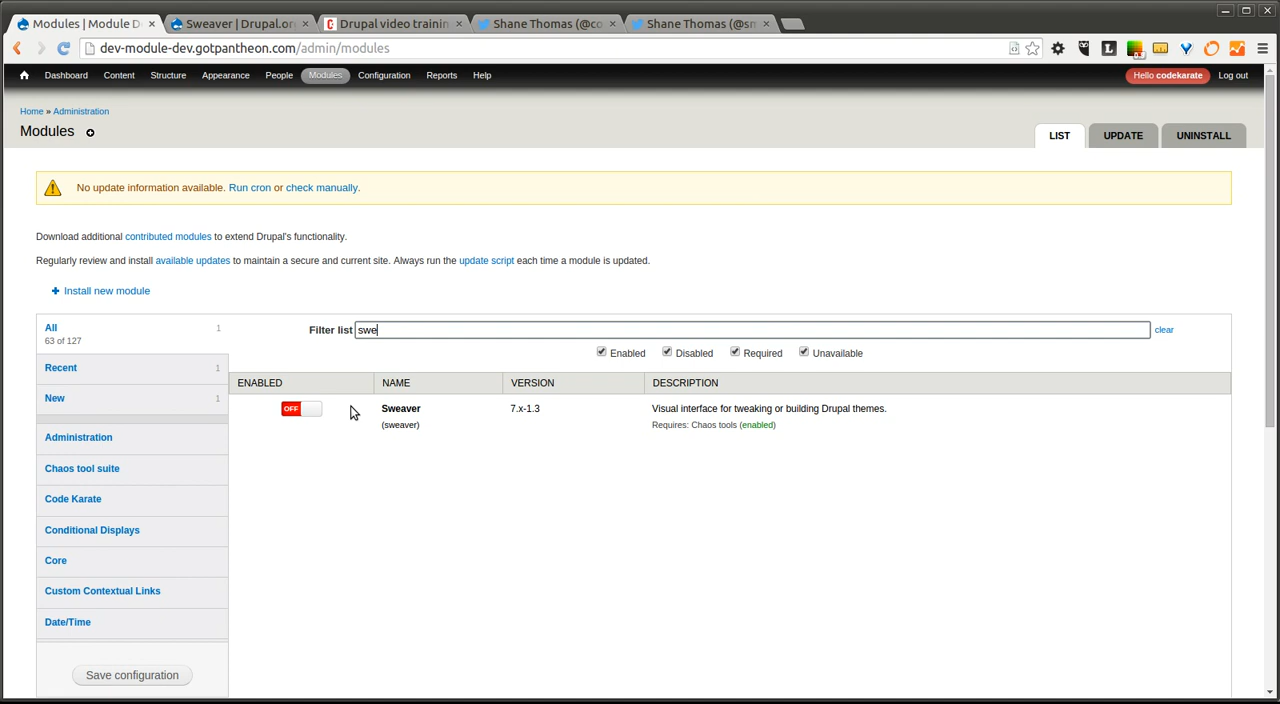 Modules | Module D
Sweaver | Drupal.or
Drupal video trainin
Shane Thomas (@co
Shane Thomas (@sm
dev-module-dev.gotpantheon.com/admin/modules
Dashboard Content Structure Appearance People Modules Configuration Reports Help Hello codekarate Log out
Home » Administration
Modules
LIST UPDATE UNINSTALL
No update information available. Run cron or check manually.
Download additional contributed modules to extend Drupal's functionality.
Regularly review and install available updates to maintain a secure and current site. Always run the update script each time a module is updated.
Install new module
All 1
63 of 127
Recent 1
New 1
Administration
Chaos tool suite
Code Karate
Conditional Displays
Core
Custom Contextual Links
Date/Time
Save configuration
Filter list swe clear
Enabled Disabled Required Unavailable
ENABLED NAME VERSION DESCRIPTION
OFF Sweaver 7.x-1.3 Visual interface for tweaking or building Drupal themes.
(sweaver) Requires: Chaos tools (enabled)